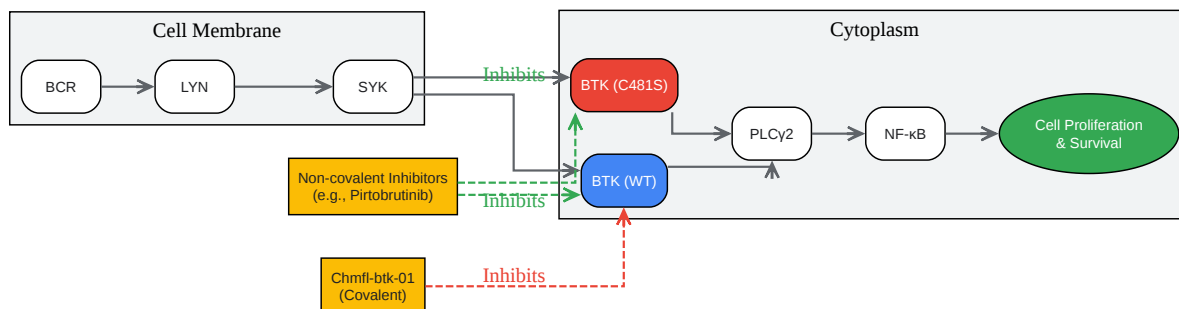 Cell Membrane
Cytoplasm
BCR
LYN
SYK
Inhibits
BTK (C481S)
PLCγ2
NF-κB
Cell Proliferation
& Survival
Non-covalent Inhibitors
(e.g., Pirtobrutinib)
Inhibits
BTK (WT)
Chmfl-btk-01
(Covalent)
Inhibits